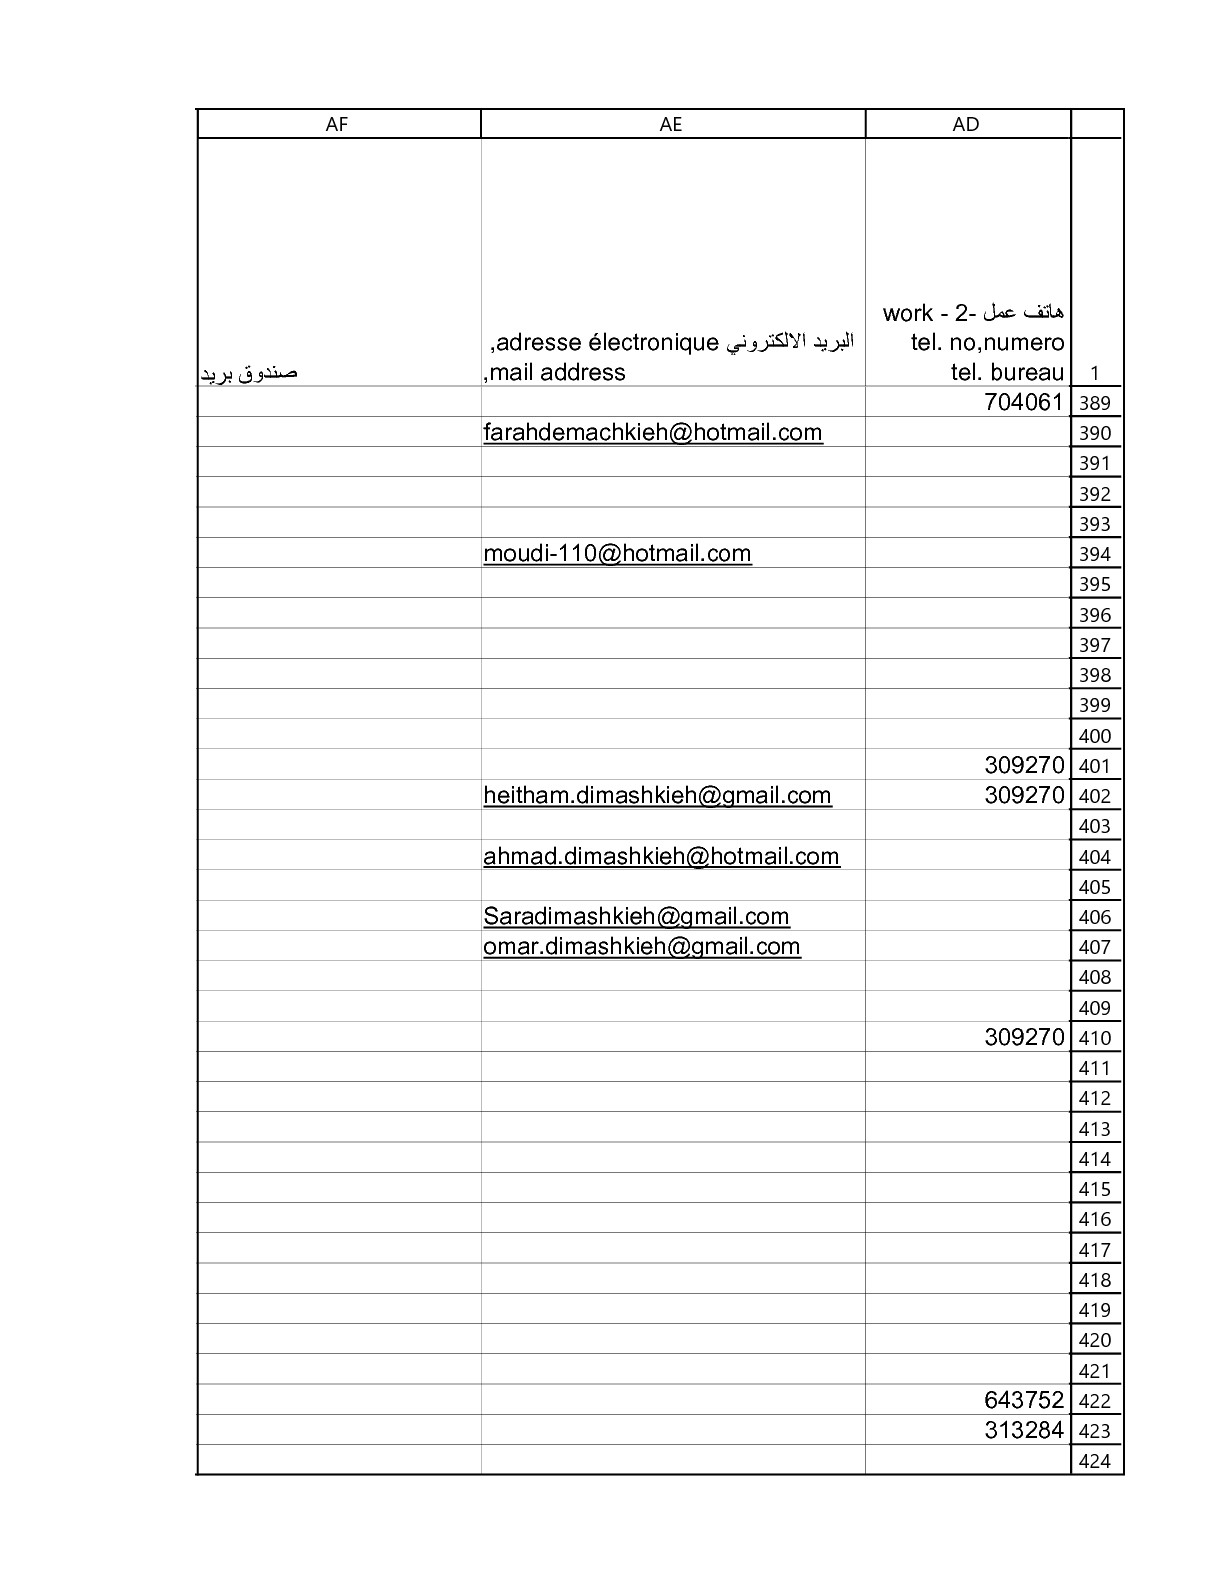 AF AE AD
هاتف عمل -2 - work
tel. no,numero
tel. bureau
البريد الالكتروني adresse électronique,
mail address,
صندوق بريد
1
704061 389
farahdemachkieh@hotmail.com 390
391
392
393
moudi-110@hotmail.com 394
395
396
397
398
399
400
309270 401
heitham.dimashkieh@gmail.com 309270 402
403
ahmad.dimashkieh@hotmail.com 404
405
Saradimashkieh@gmail.com 406
omar.dimashkieh@gmail.com 407
408
409
309270 410
411
412
413
414
415
416
417
418
419
420
421
643752 422
313284 423
424